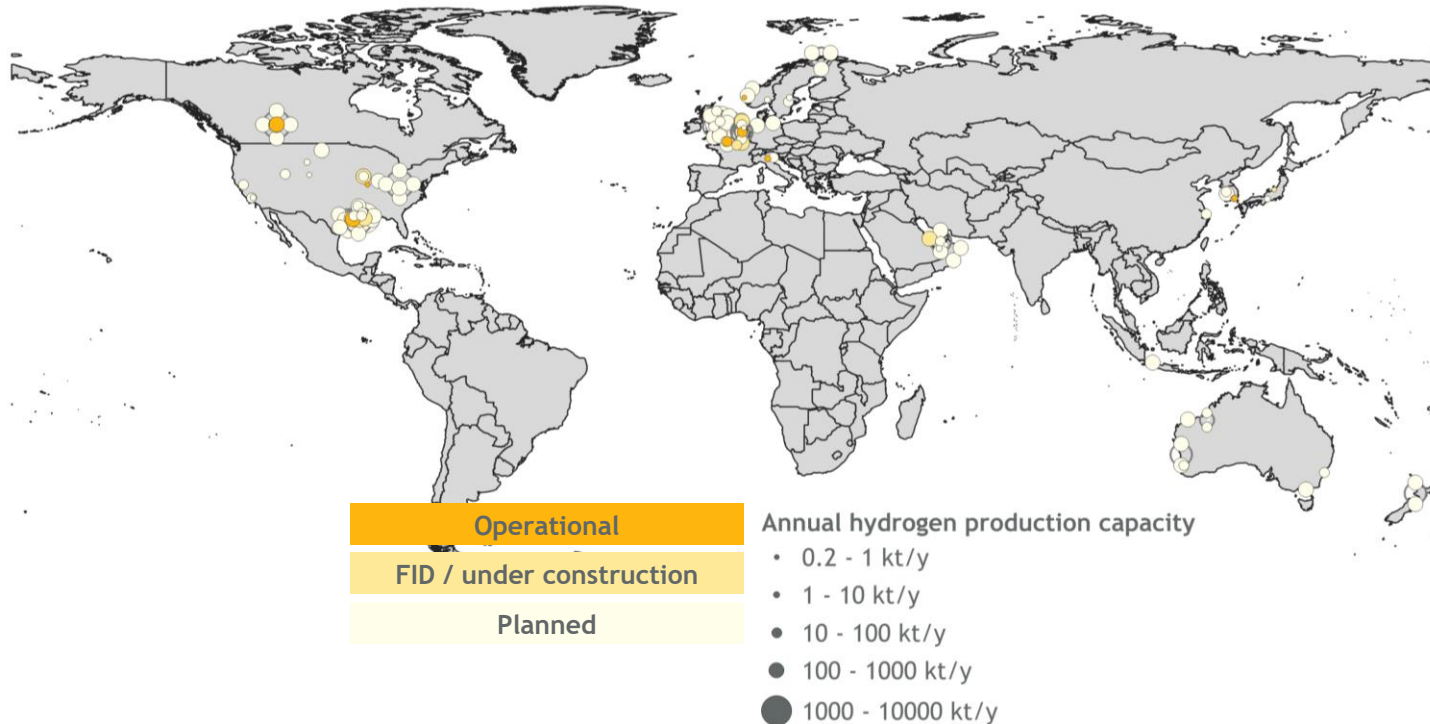 Operational
FID / under construction
Planned
Annual hydrogen production capacity
0.2 - 1 kt/y
1 - 10 kt/y
10 - 100 kt/y
100 - 1000 kt/y
1000 - 10000 kt/y